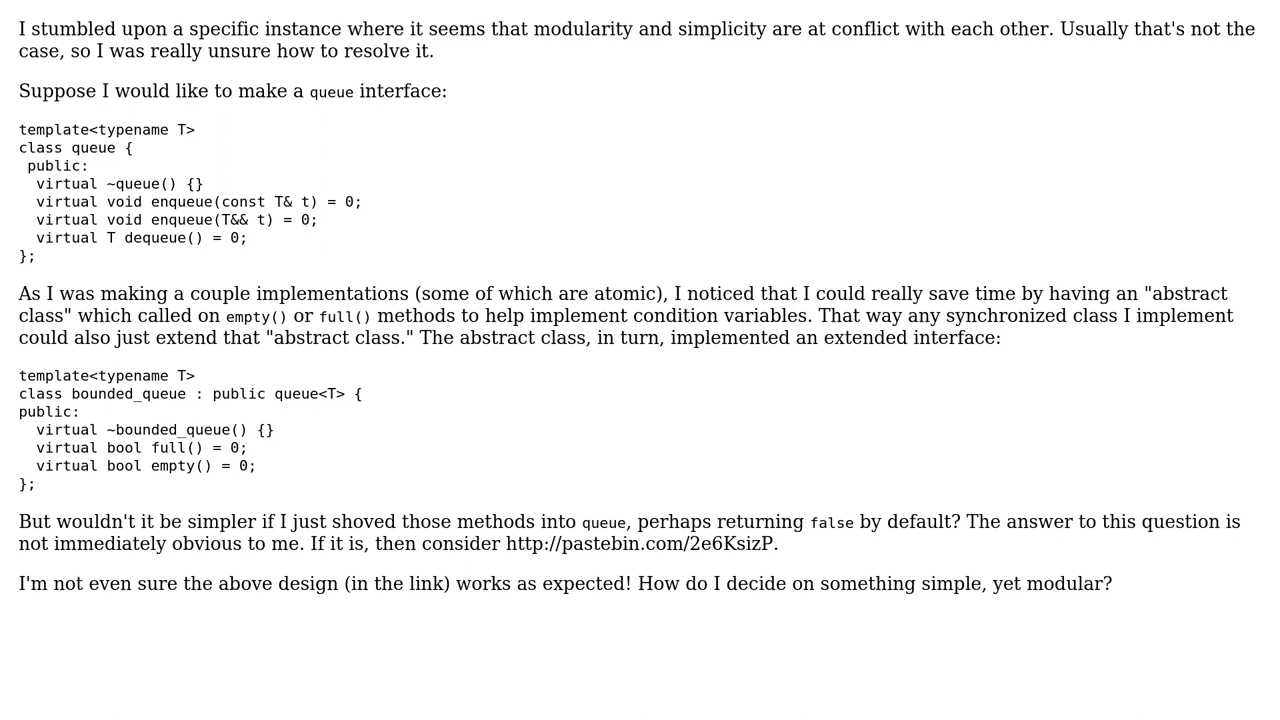 I stumbled upon a specific instance where it seems that modularity and simplicity are at conflict with each other. Usually that's not the
case, so I was really unsure how to resolve it.
Suppose I would like to make a queue interface:
template<typename T>
class queue {
 public:
  virtual ~queue() {}
  virtual void enqueue(const T& t) = 0;
  virtual void enqueue(T&& t) = 0;
  virtual T dequeue() = 0;
};
As I was making a couple implementations (some of which are atomic), I noticed that I could really save time by having an "abstract
class" which called on empty() or full() methods to help implement condition variables. That way any synchronized class I implement
could also just extend that "abstract class." The abstract class, in turn, implemented an extended interface:
template<typename T>
class bounded_queue : public queue<T> {
public:
  virtual ~bounded_queue() {}
  virtual bool full() = 0;
  virtual bool empty() = 0;
};
But wouldn't it be simpler if I just shoved those methods into queue, perhaps returning false by default? The answer to this question is
not immediately obvious to me. If it is, then consider http://pastebin.com/2e6KsizP.
I'm not even sure the above design (in the link) works as expected! How do I decide on something simple, yet modular?